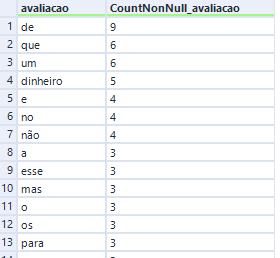 avaliacao CountNonNull_avaliacao
1 de 9
2 que 6
3 um 6
4 dinheiro 5
5 e 4
6 no 4
7 não 4
8 a 3
9 esse 3
10 mas 3
11 o 3
12 os 3
13 para 3